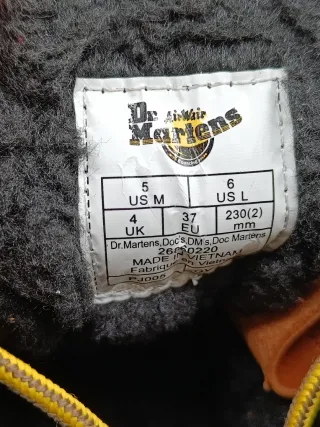 Dr.
AirWair
Martens
5 6
US M US L
4 37 230(2)
UK EU mm
Dr.Martens, Doc's, DM's, Doc Martens
MADE IN VIETNAM
PJ005